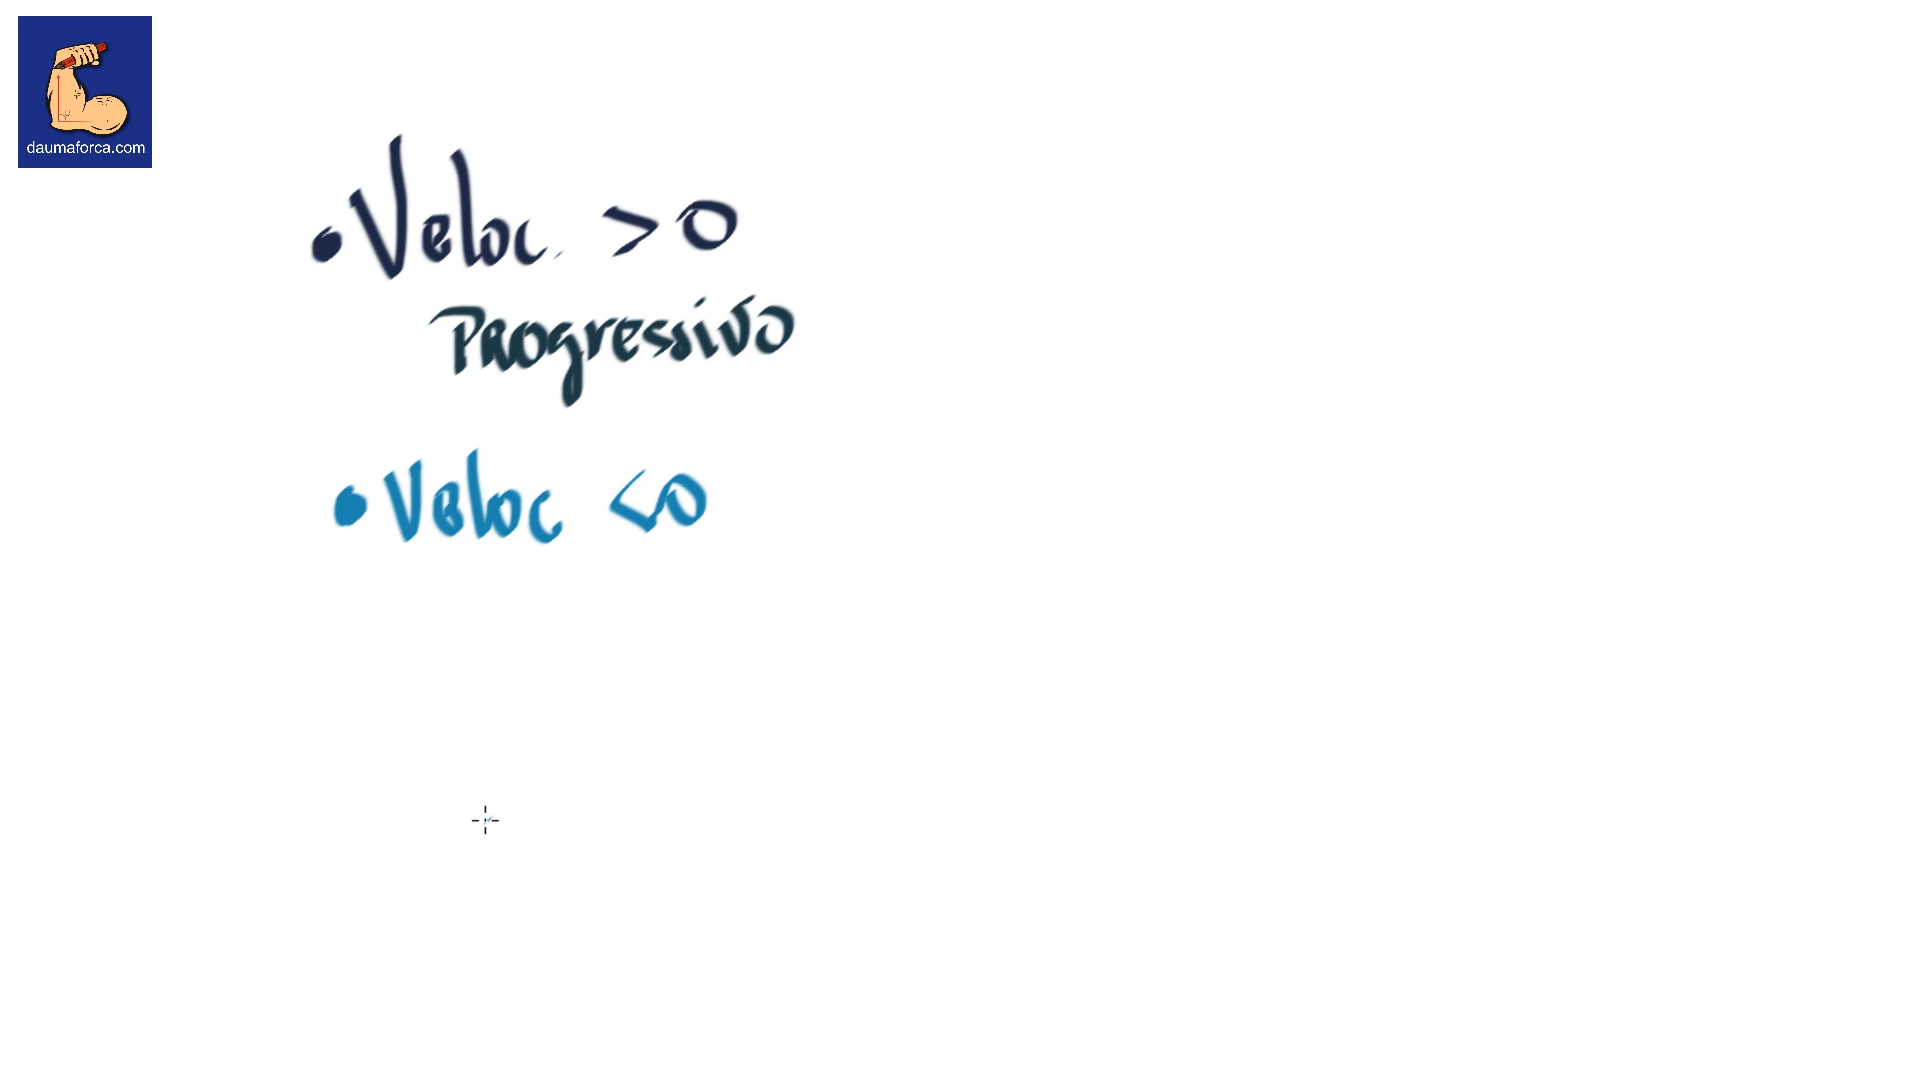 daumaforca.com
• Veloc. > 0
Progressivo
• Veloc < 0